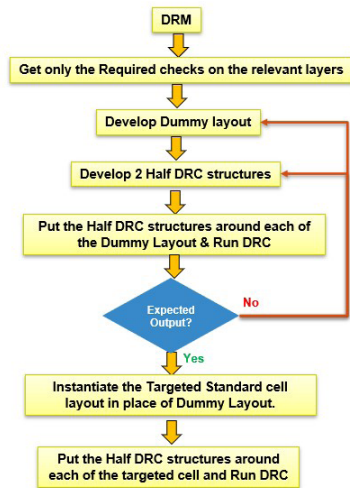 DRM
Get only the Required checks on the relevant layers
Develop Dummy layout
Develop 2 Half DRC structures
Put the Half DRC structures around each of
the Dummy Layout & Run DRC
Expected
Output?
No
Yes
Instantiate the Targeted Standard cell
layout in place of Dummy Layout.
Put the Half DRC structures around
each of the targeted cell and Run DRC